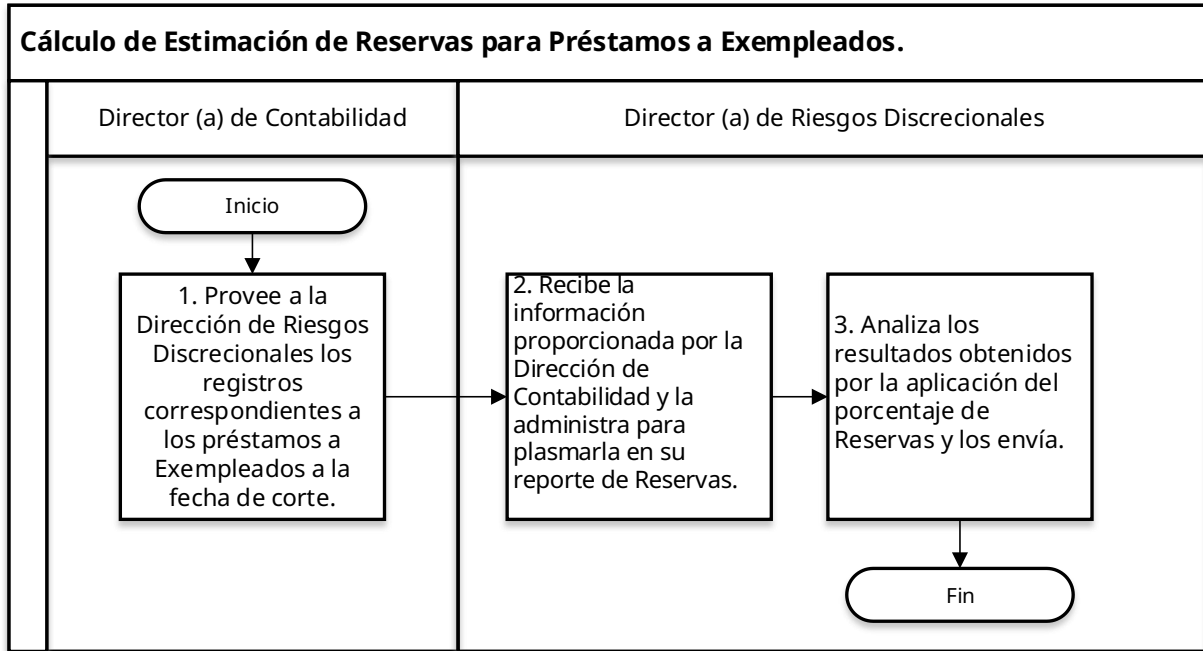 Cálculo de Estimación de Reservas para Préstamos a Exempleados.
Director (a) de Contabilidad
Director (a) de Riesgos Discrecionales
Inicio
1. Provee a la
Dirección de Riesgos
Discrecionales los
registros
correspondientes a
los préstamos a
Exempleados a la
fecha de corte.
2. Recibe la
información
proporcionada por la
Dirección de
Contabilidad y la
administra para
plasmarla en su
reporte de Reservas.
3. Analiza los
resultados obtenidos
por la aplicación del
porcentaje de
Reservas y los envía.
Fin